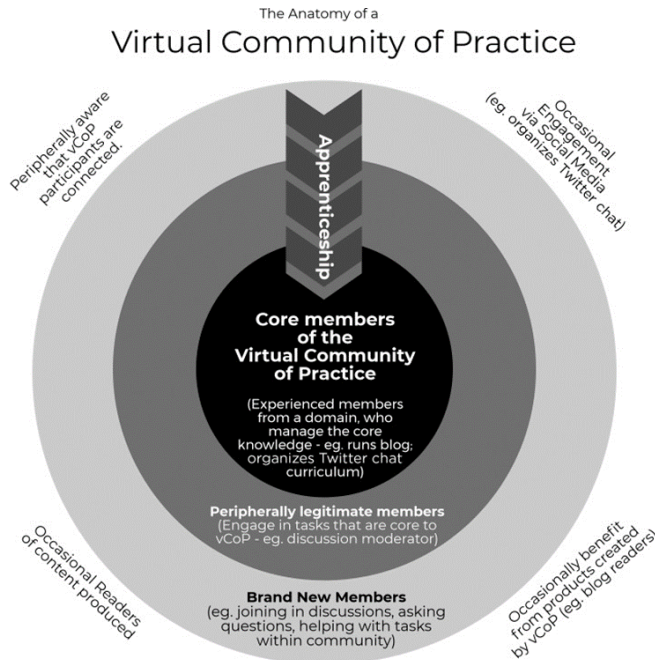 The Anatomy of a
Virtual Community of Practice
Peripherally aware
that vCoP
participants are
connected.
Occasional
Engagement
via Social Media
(eg. organizes Twitter chat)
Apprenticeship
Core members
of the
Virtual Community
of Practice
(Experienced members
from a domain, who
manage the core
knowledge - eg. runs blog;
organizes Twitter chat
curriculum)
Peripherally legitimate members
(Engage in tasks that are core to
vCoP - eg. discussion moderator)
Brand New Members
(eg. joining in discussions, asking
questions, helping with tasks
within community)
Occasional Readers
of content produced
Occasionally benefit
from products created
by vCoP (eg. blog readers)